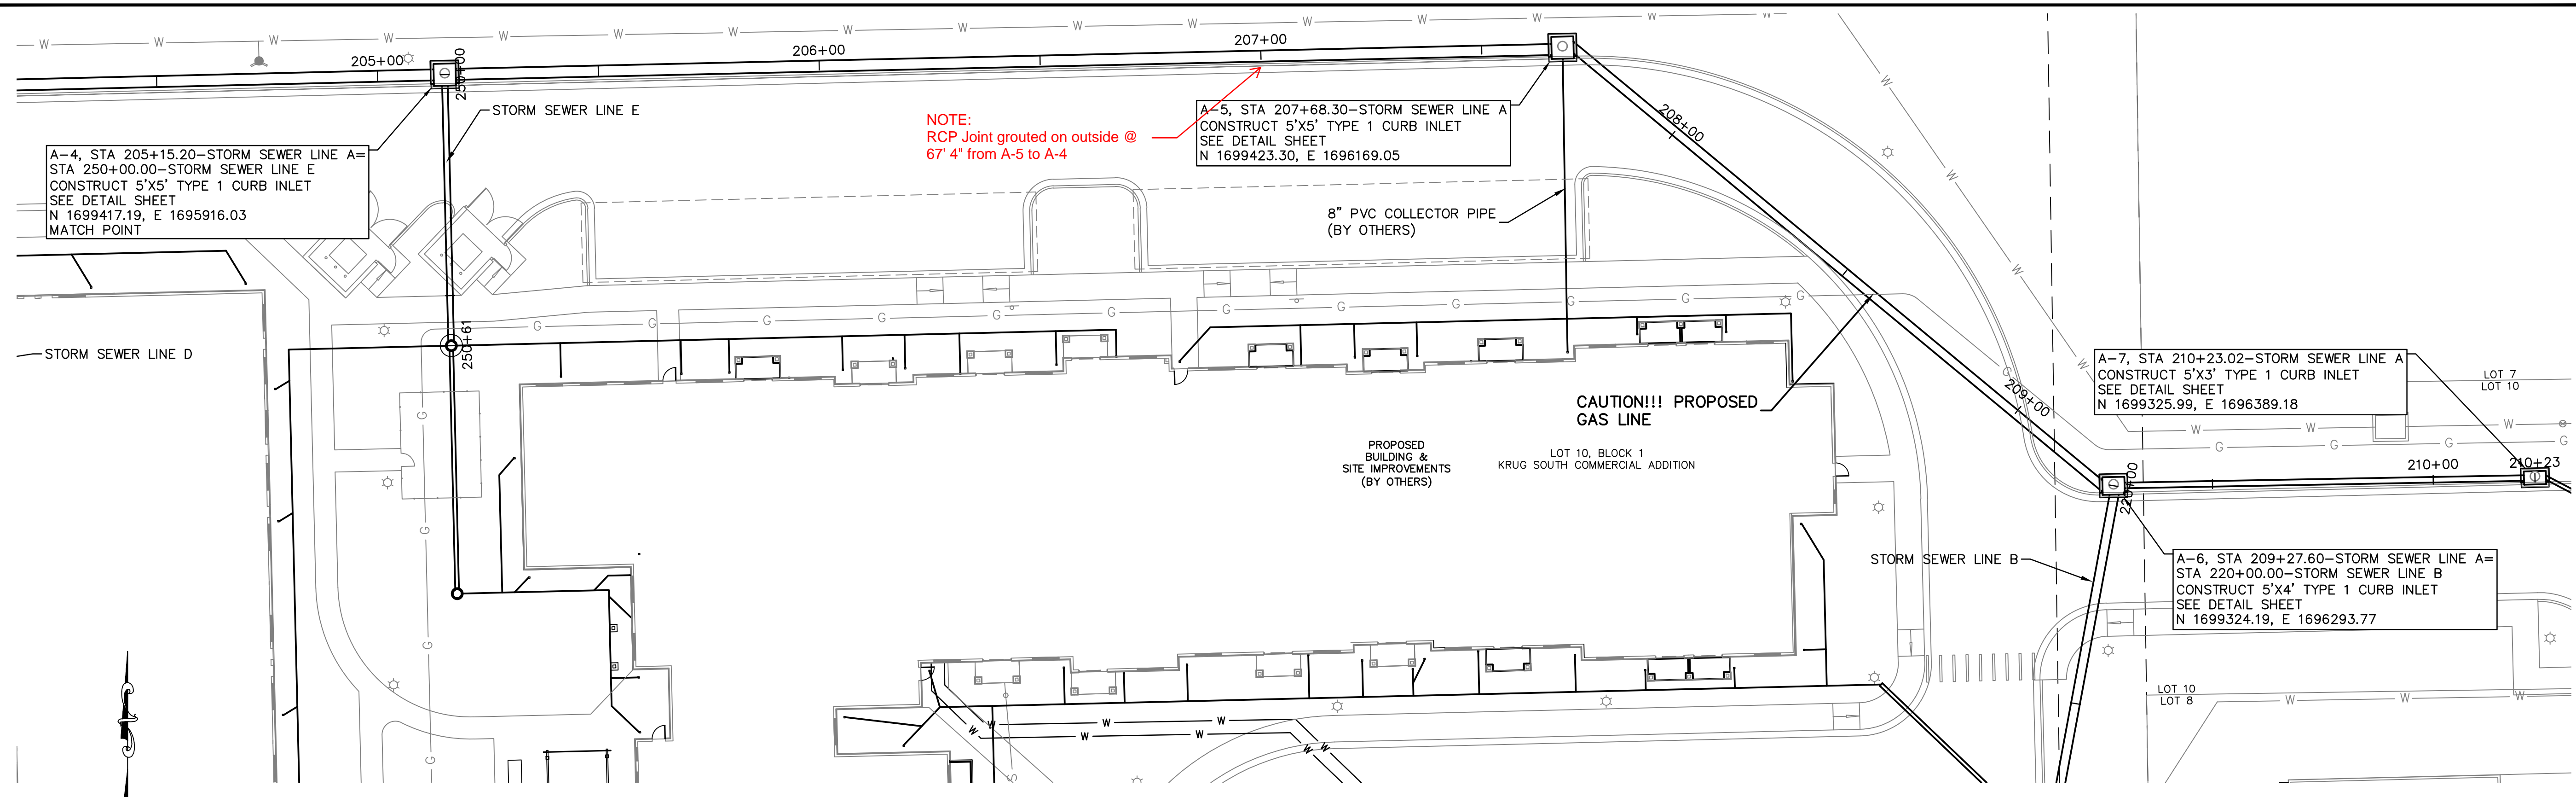 205+00
206+00
207+00
208+00
209+00
210+00
210+23
250+00
250+61
220+00
STORM SEWER LINE E
A-4, STA 205+15.20-STORM SEWER LINE A=
STA 250+00.00-STORM SEWER LINE E
CONSTRUCT 5'X5' TYPE 1 CURB INLET
SEE DETAIL SHEET
N 1699417.19, E 1695916.03
MATCH POINT
NOTE:
RCP Joint grouted on outside @
67' 4" from A-5 to A-4
A-5, STA 207+68.30-STORM SEWER LINE A
CONSTRUCT 5'X5' TYPE 1 CURB INLET
SEE DETAIL SHEET
N 1699423.30, E 1696169.05
8" PVC COLLECTOR PIPE
(BY OTHERS)
STORM SEWER LINE D
CAUTION!!! PROPOSED
GAS LINE
PROPOSED
BUILDING &
SITE IMPROVEMENTS
(BY OTHERS)
LOT 10, BLOCK 1
KRUG SOUTH COMMERCIAL ADDITION
A-7, STA 210+23.02-STORM SEWER LINE A
CONSTRUCT 5'X3' TYPE 1 CURB INLET
SEE DETAIL SHEET
N 1699325.99, E 1696389.18
LOT 7
LOT 10
STORM SEWER LINE B
A-6, STA 209+27.60-STORM SEWER LINE A=
STA 220+00.00-STORM SEWER LINE B
CONSTRUCT 5'X4' TYPE 1 CURB INLET
SEE DETAIL SHEET
N 1699324.19, E 1696293.77
LOT 10
LOT 8